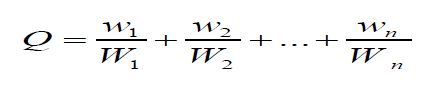 Q = w₁/W₁ + w₂/W₂ + ... + wₙ/Wₙ